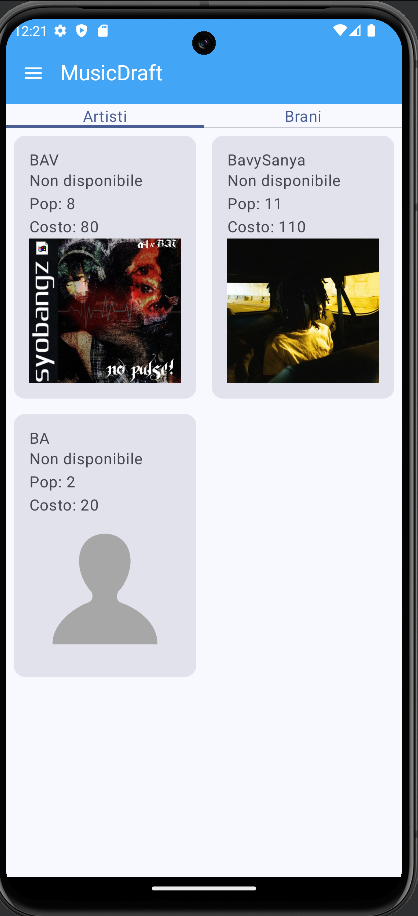 12:21
MusicDraft
Artisti
Brani
BAV
Non disponibile
Pop: 8
Costo: 80
syobangz
no pulse!
BavySanya
Non disponibile
Pop: 11
Costo: 110
BA
Non disponibile
Pop: 2
Costo: 20